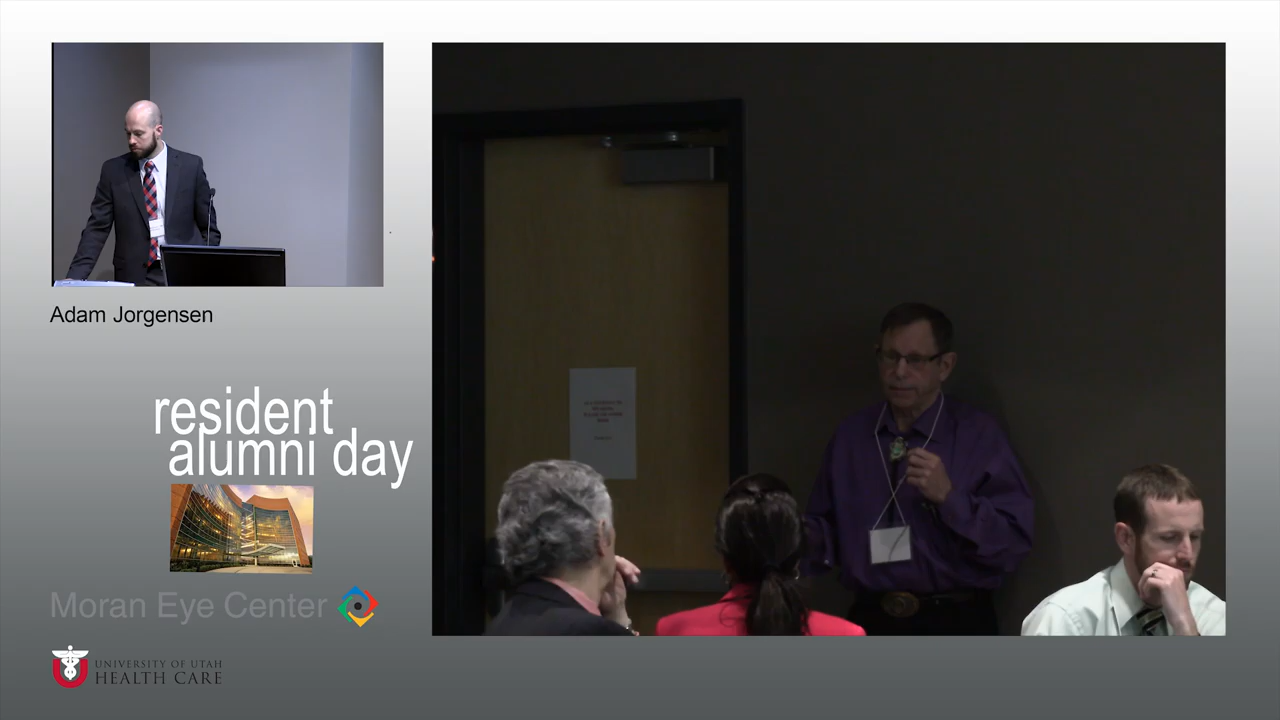 Adam Jorgensen
resident
alumni day
Moran Eye Center
UNIVERSITY OF UTAH
HEALTH CARE